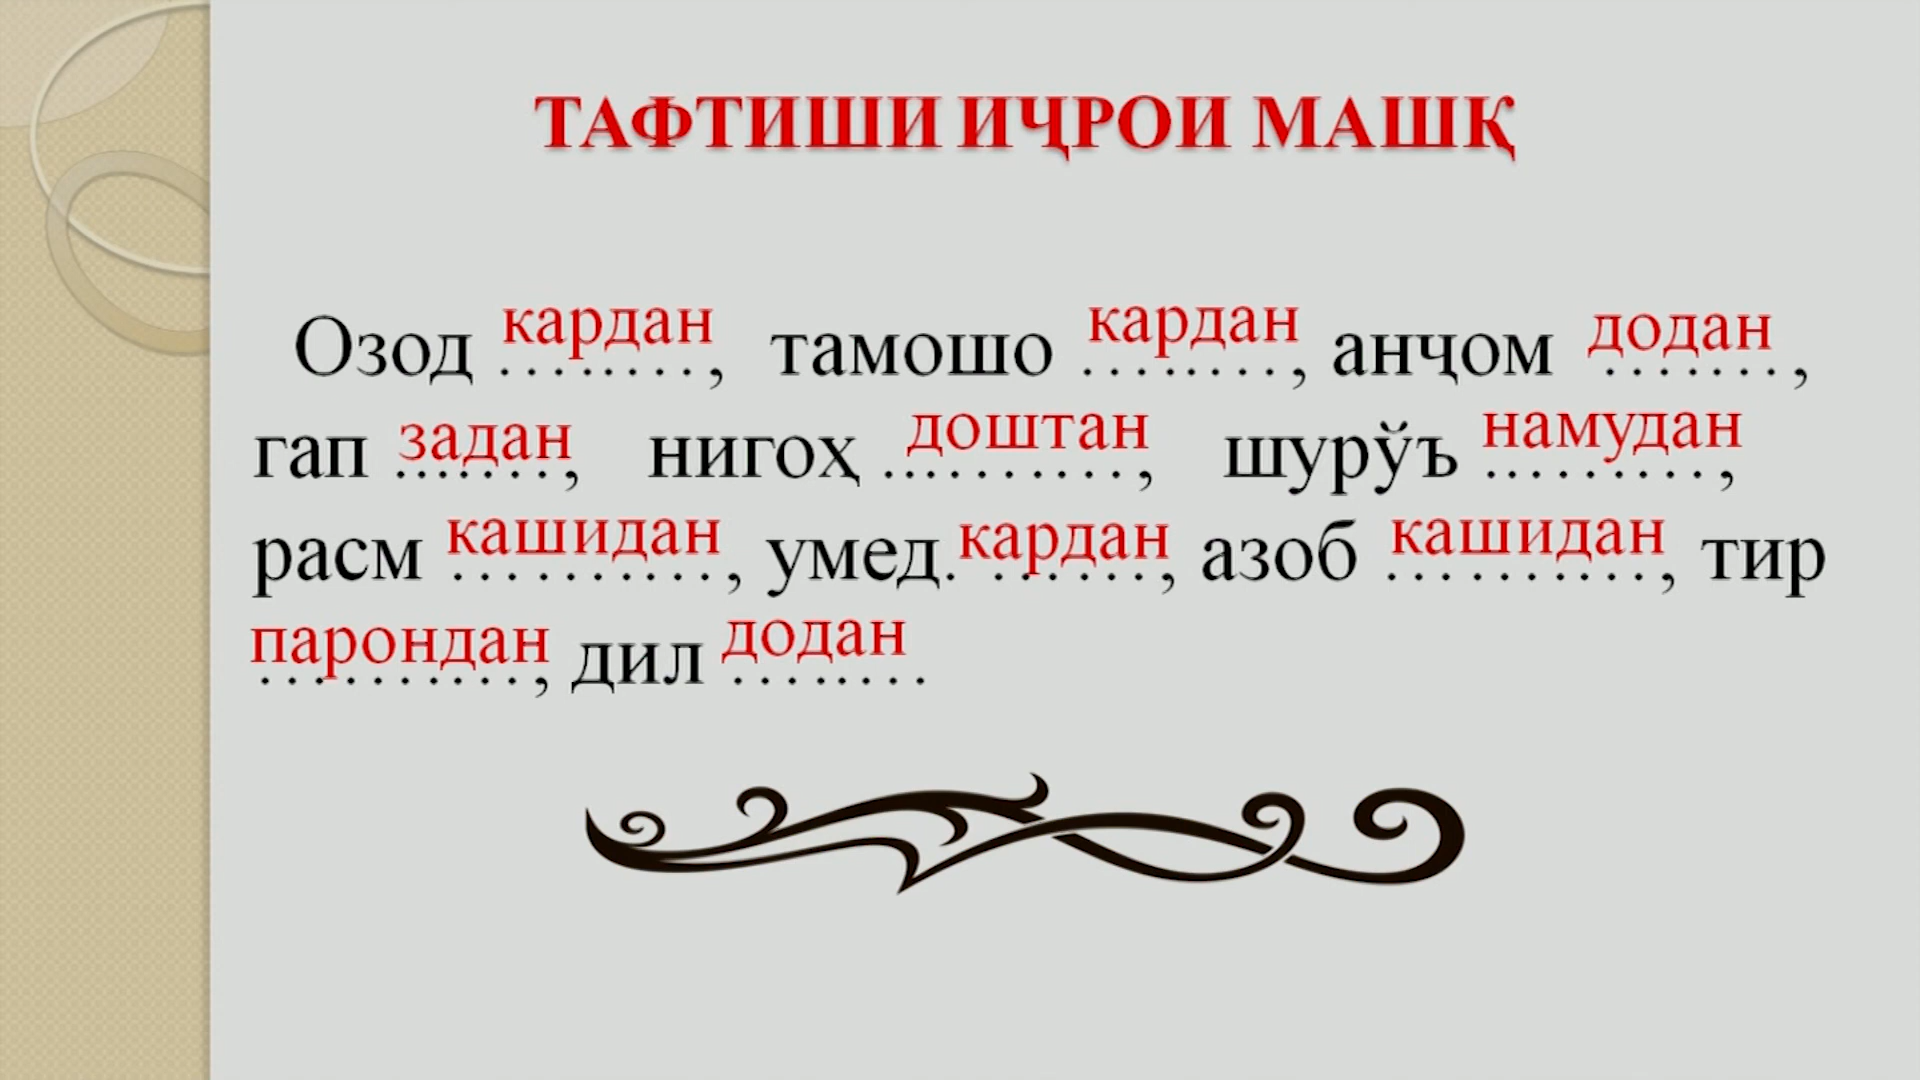 ТАФТИШИ ИҶРОИ МАШҚ
Озод кардан, тамошо кардан, анҷом додан,
гап задан, нигоҳ доштан, шурӯъ намудан,
расм кашидан, умед кардан, азоб кашидан, тир
парондан, дил додан